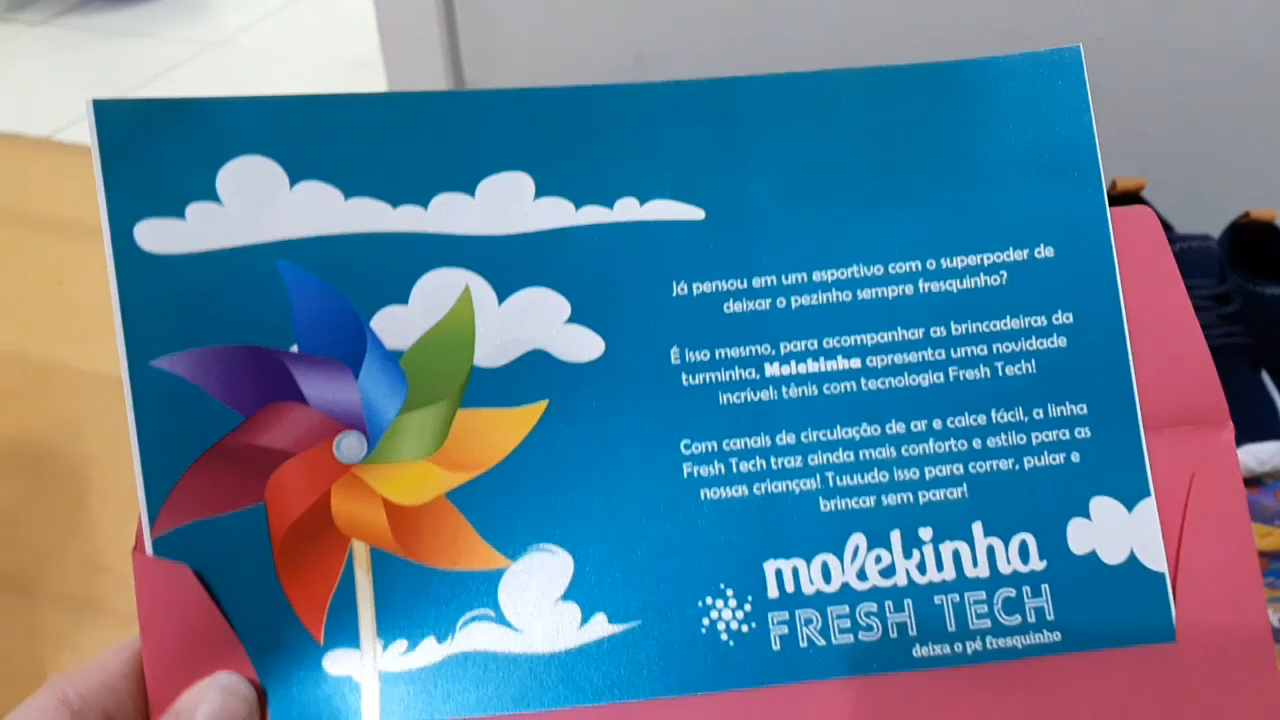 Já pensou em um esportivo com o superpoder de
deixar o pezinho sempre fresquinho?
É isso mesmo, para acompanhar as brincadeiras da
turminha, Molekinha apresenta uma novidade
incrível: tênis com tecnologia Fresh Tech!
Com canais de circulação de ar e calce fácil, a linha
Fresh Tech traz ainda mais conforto e estilo para as
nossas crianças! Tuuudo isso para correr, pular e
brincar sem parar!
molekinha
FRESH TECH
deixa o pé fresquinho